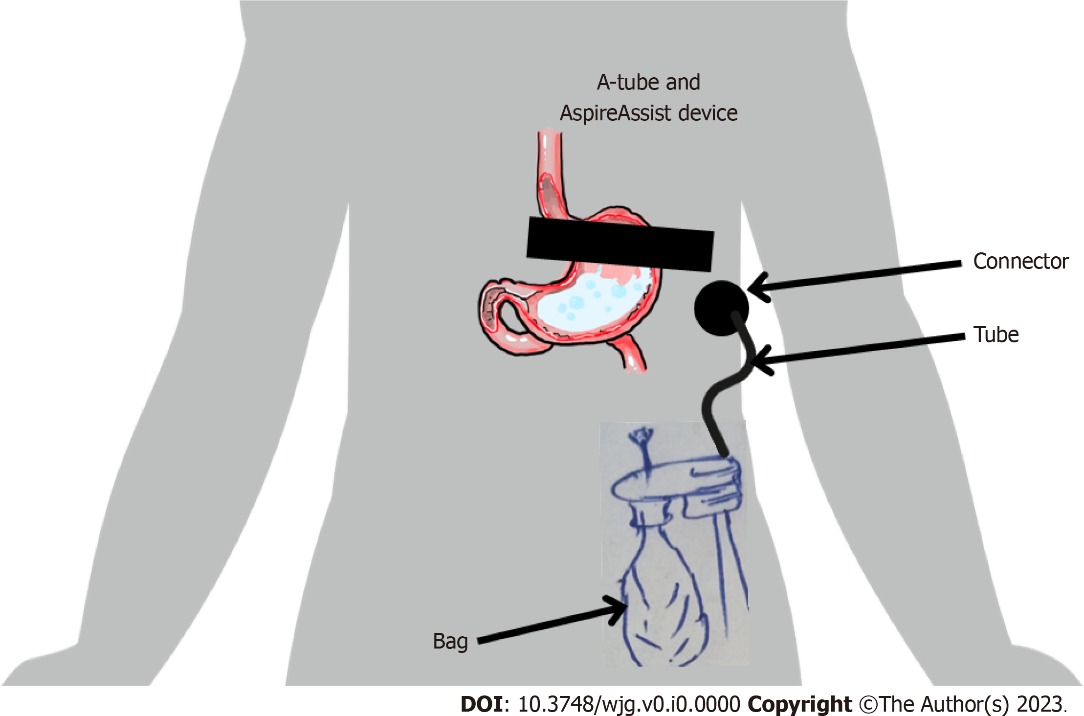 A-tube and
AspireAssist device
Connector
Tube
Bag
DOI: 10.3748/wjg.v0.i0.0000 Copyright ©The Author(s) 2023.